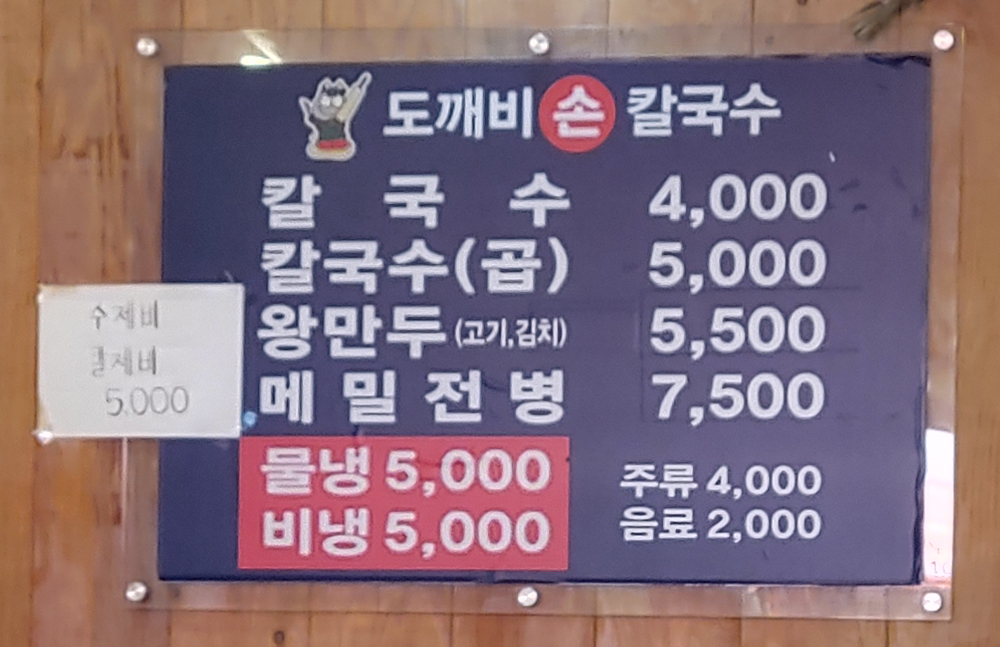 도깨비 손 칼국수
칼 국 수 4,000
칼국수(곱) 5,000
왕만두 (고기,김치) 5,500
메 밀 전 병 7,500
물냉 5,000
비냉 5,000
주류 4,000
음료 2,000
수제비
칼제비
5,000